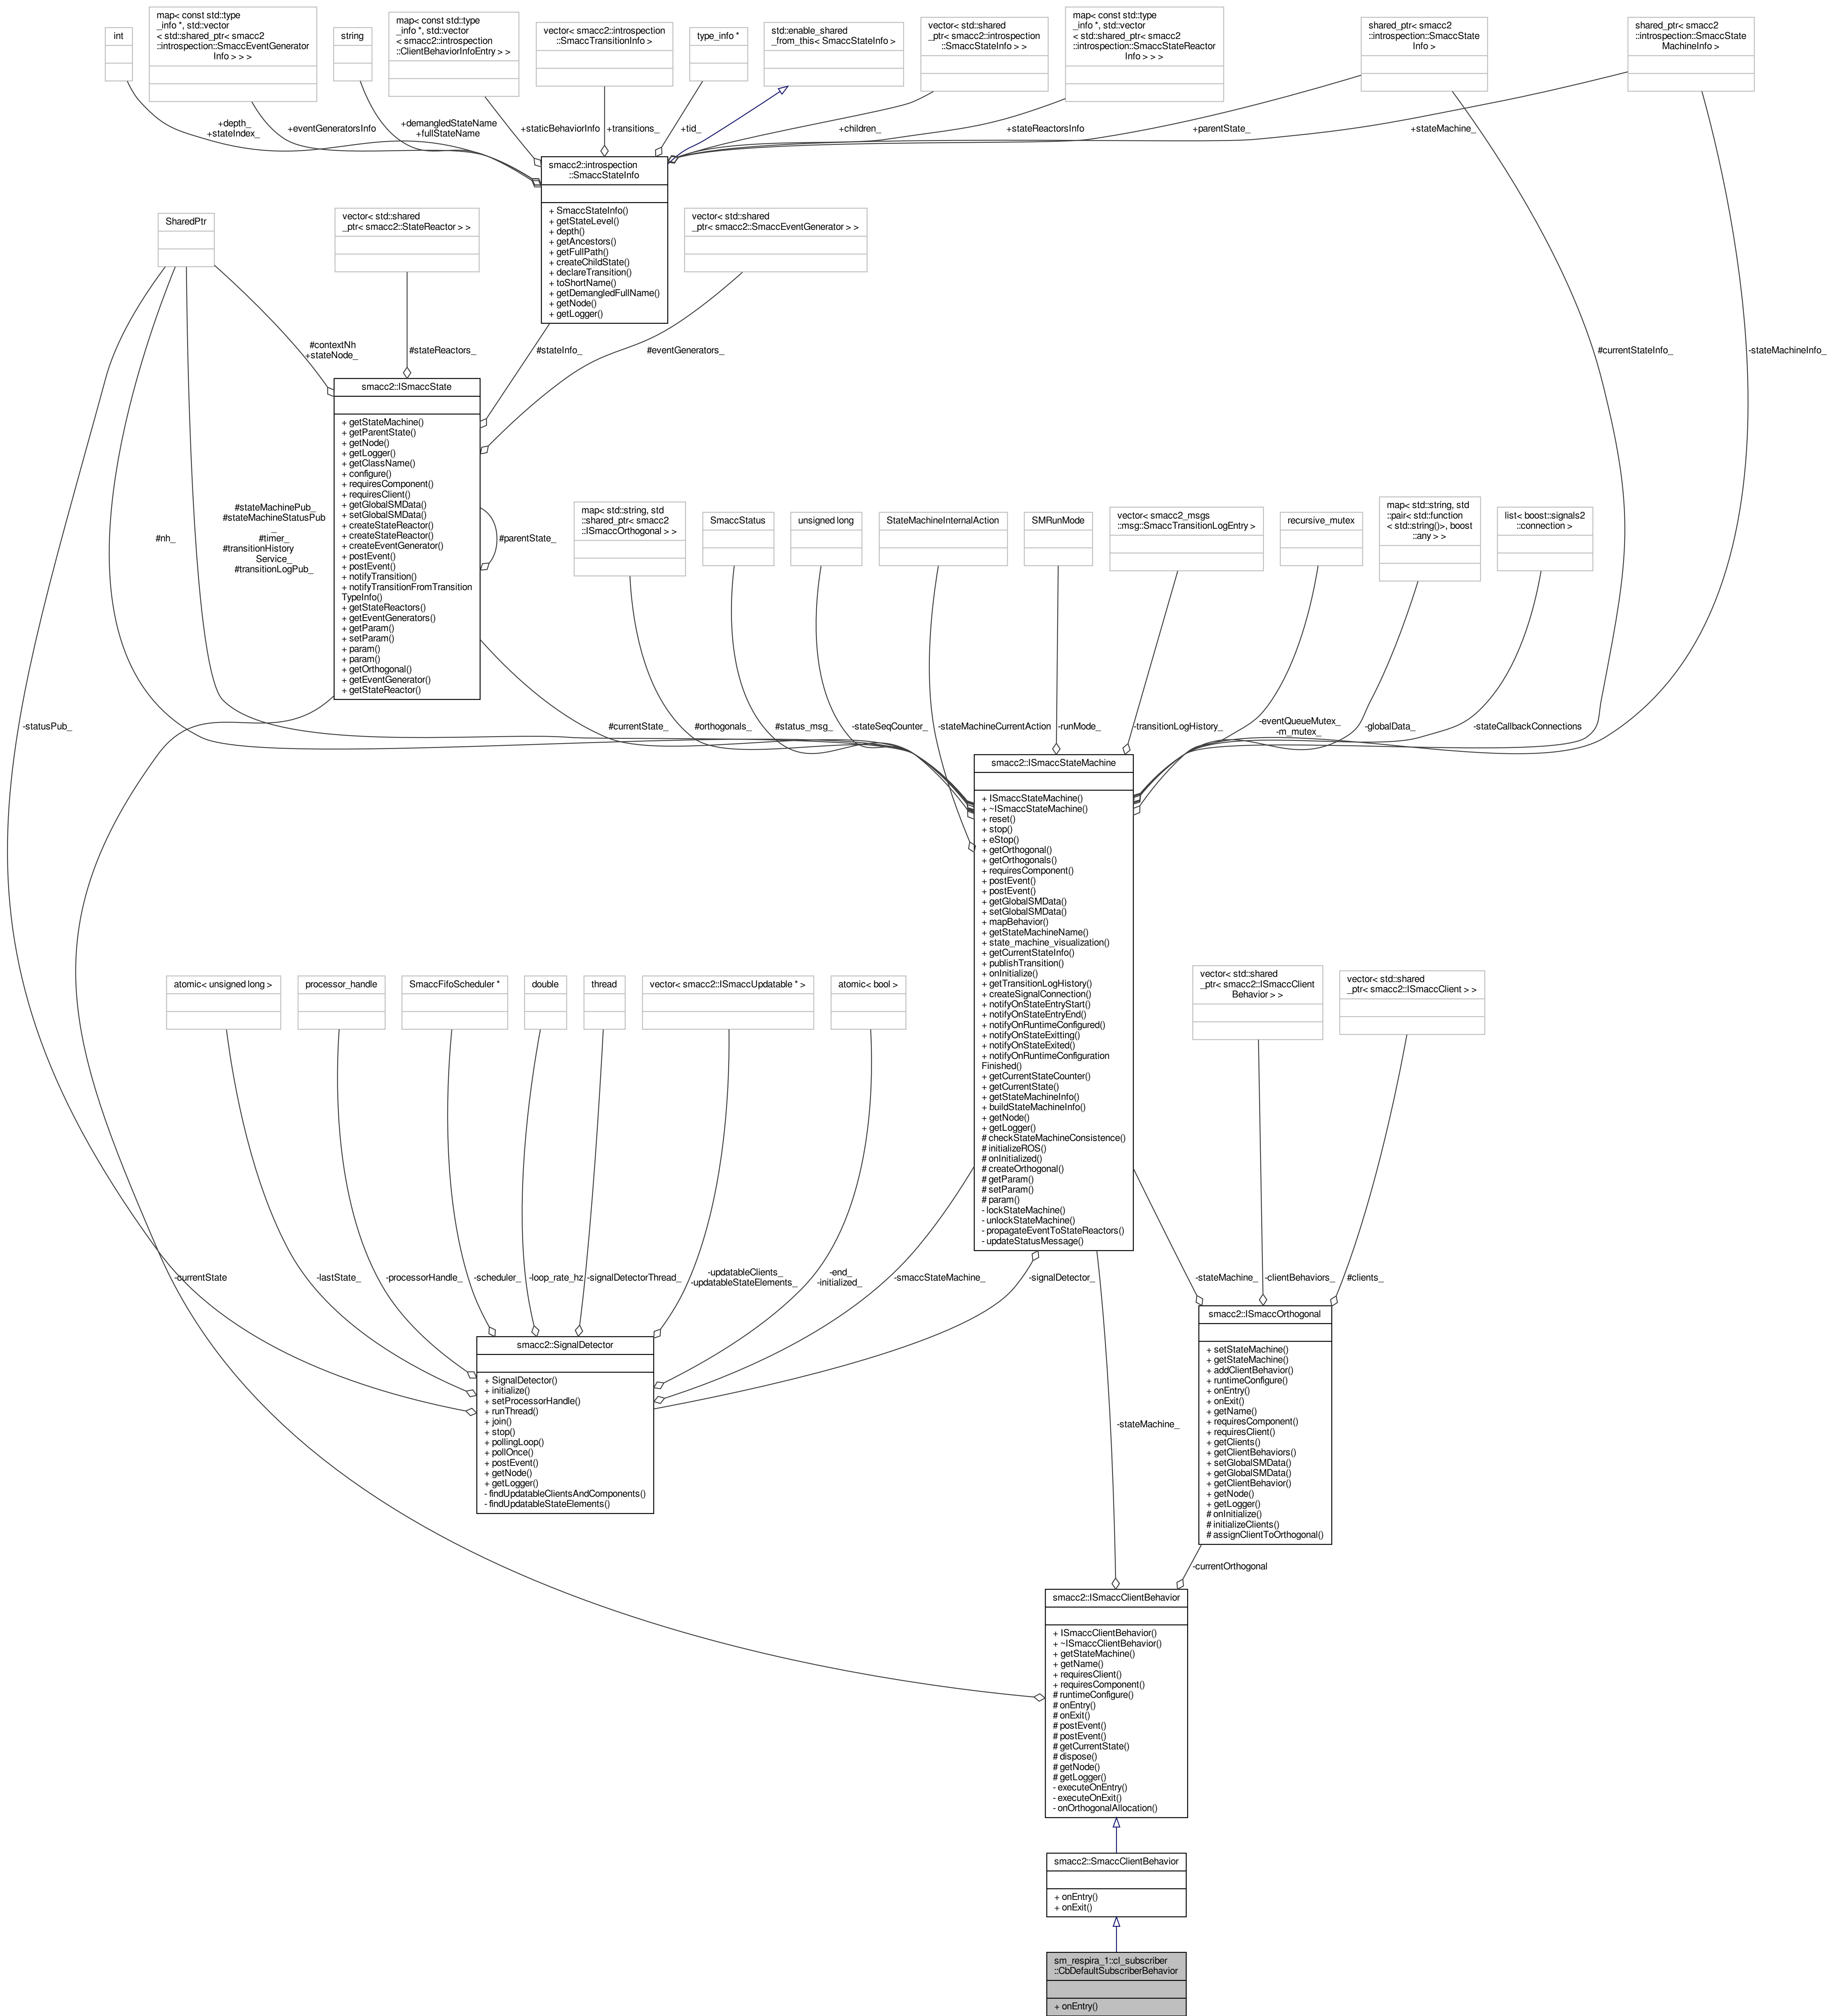 int
map< const std::type
_info *, std::vector
< std::shared_ptr< smacc2
::introspection::SmaccEventGenerator
Info > > >
string
map< const std::type
_info *, std::vector
< smacc2::introspection
::ClientBehaviorInfoEntry > >
vector< smacc2::introspection
::SmaccTransitionInfo >
type_info *
std::enable_shared
_from_this< SmaccStateInfo >
vector< std::shared
_ptr< smacc2::introspection
::SmaccStateInfo > >
map< const std::type
_info *, std::vector
< std::shared_ptr< smacc2
::introspection::SmaccStateReactor
Info > > >
shared_ptr< smacc2
::introspection::SmaccState
Info >
shared_ptr< smacc2
::introspection::SmaccState
MachineInfo >
+depth_
+stateIndex_
+eventGeneratorsInfo
+demangledStateName
+fullStateName
+staticBehaviorInfo
+transitions_
+tid_
+children_
+stateReactorsInfo
+parentState_
+stateMachine_
smacc2::introspection
::SmaccStateInfo
+ SmaccStateInfo()
+ getStateLevel()
+ depth()
+ getAncestors()
+ getFullPath()
+ createChildState()
+ declareTransition()
+ toShortName()
+ getDemangledFullName()
+ getNode()
+ getLogger()
SharedPtr
vector< std::shared
_ptr< smacc2::StateReactor > >
vector< std::shared
_ptr< smacc2::SmaccEventGenerator > >
#contextNh
+stateNode_
#stateReactors_
#stateInfo_
#eventGenerators_
#currentStateInfo_
-stateMachineInfo_
smacc2::ISmaccState
+ getStateMachine()
+ getParentState()
+ getNode()
+ getLogger()
+ getClassName()
+ configure()
+ requiresComponent()
+ requiresClient()
+ getGlobalSMData()
+ setGlobalSMData()
+ createStateReactor()
+ createStateReactor()
+ createEventGenerator()
+ postEvent()
+ postEvent()
+ notifyTransition()
+ notifyTransitionFromTransition
TypeInfo()
+ getStateReactors()
+ getEventGenerators()
+ getParam()
+ setParam()
+ param()
+ param()
+ getOrthogonal()
+ getEventGenerator()
+ getStateReactor()
#parentState_
#nh_
#stateMachinePub_
#stateMachineStatusPub
_
#timer_
#transitionHistory
Service_
#transitionLogPub_
map< std::string, std
::shared_ptr< smacc2
::ISmaccOrthogonal > >
SmaccStatus
unsigned long
StateMachineInternalAction
SMRunMode
vector< smacc2_msgs
::msg::SmaccTransitionLogEntry >
recursive_mutex
map< std::string, std
::pair< std::function
< std::string()>, boost
::any > >
list< boost::signals2
::connection >
-statusPub_
#currentState_
#orthogonals_
#status_msg_
-stateSeqCounter_
-stateMachineCurrentAction
-runMode_
-transitionLogHistory_
-eventQueueMutex_
-m_mutex_
-globalData_
-stateCallbackConnections
smacc2::ISmaccStateMachine
+ ISmaccStateMachine()
+ ~ISmaccStateMachine()
+ reset()
+ stop()
+ eStop()
+ getOrthogonal()
+ getOrthogonals()
+ requiresComponent()
+ postEvent()
+ postEvent()
+ getGlobalSMData()
+ setGlobalSMData()
+ mapBehavior()
+ getStateMachineName()
+ state_machine_visualization()
+ getCurrentStateInfo()
+ publishTransition()
+ onInitialize()
+ getTransitionLogHistory()
+ createSignalConnection()
+ notifyOnStateEntryStart()
+ notifyOnStateEntryEnd()
+ notifyOnRuntimeConfigured()
+ notifyOnStateExitting()
+ notifyOnStateExited()
+ notifyOnRuntimeConfiguration
Finished()
+ getCurrentStateCounter()
+ getCurrentState()
+ getStateMachineInfo()
+ buildStateMachineInfo()
+ getNode()
+ getLogger()
# checkStateMachineConsistence()
# initializeROS()
# onInitialized()
# createOrthogonal()
# getParam()
# setParam()
# param()
- lockStateMachine()
- unlockStateMachine()
- propagateEventToStateReactors()
- updateStatusMessage()
atomic< unsigned long >
processor_handle
SmaccFifoScheduler *
double
thread
vector< smacc2::ISmaccUpdatable * >
atomic< bool >
vector< std::shared
_ptr< smacc2::ISmaccClient
Behavior > >
vector< std::shared
_ptr< smacc2::ISmaccClient > >
-currentState
-lastState_
-processorHandle_
-scheduler_
-loop_rate_hz
-signalDetectorThread_
-updatableClients_
-updatableStateElements_
-end_
-initialized_
-smaccStateMachine_
-signalDetector_
-stateMachine_
-clientBehaviors_
#clients_
smacc2::SignalDetector
+ SignalDetector()
+ initialize()
+ setProcessorHandle()
+ runThread()
+ join()
+ stop()
+ pollingLoop()
+ pollOnce()
+ postEvent()
+ getNode()
+ getLogger()
- findUpdatableClientsAndComponents()
- findUpdatableStateElements()
smacc2::ISmaccOrthogonal
+ setStateMachine()
+ getStateMachine()
+ addClientBehavior()
+ runtimeConfigure()
+ onEntry()
+ onExit()
+ getName()
+ requiresComponent()
+ requiresClient()
+ getClients()
+ getClientBehaviors()
+ setGlobalSMData()
+ getGlobalSMData()
+ getClientBehavior()
+ getNode()
+ getLogger()
# onInitialize()
# initializeClients()
# assignClientToOrthogonal()
-stateMachine_
-currentOrthogonal
smacc2::ISmaccClientBehavior
+ ISmaccClientBehavior()
+ ~ISmaccClientBehavior()
+ getStateMachine()
+ getName()
+ requiresClient()
+ requiresComponent()
# runtimeConfigure()
# onEntry()
# onExit()
# postEvent()
# postEvent()
# getCurrentState()
# dispose()
# getNode()
# getLogger()
- executeOnEntry()
- executeOnExit()
- onOrthogonalAllocation()
smacc2::SmaccClientBehavior
+ onEntry()
+ onExit()
sm_respira_1::cl_subscriber
::CbDefaultSubscriberBehavior
+ onEntry()